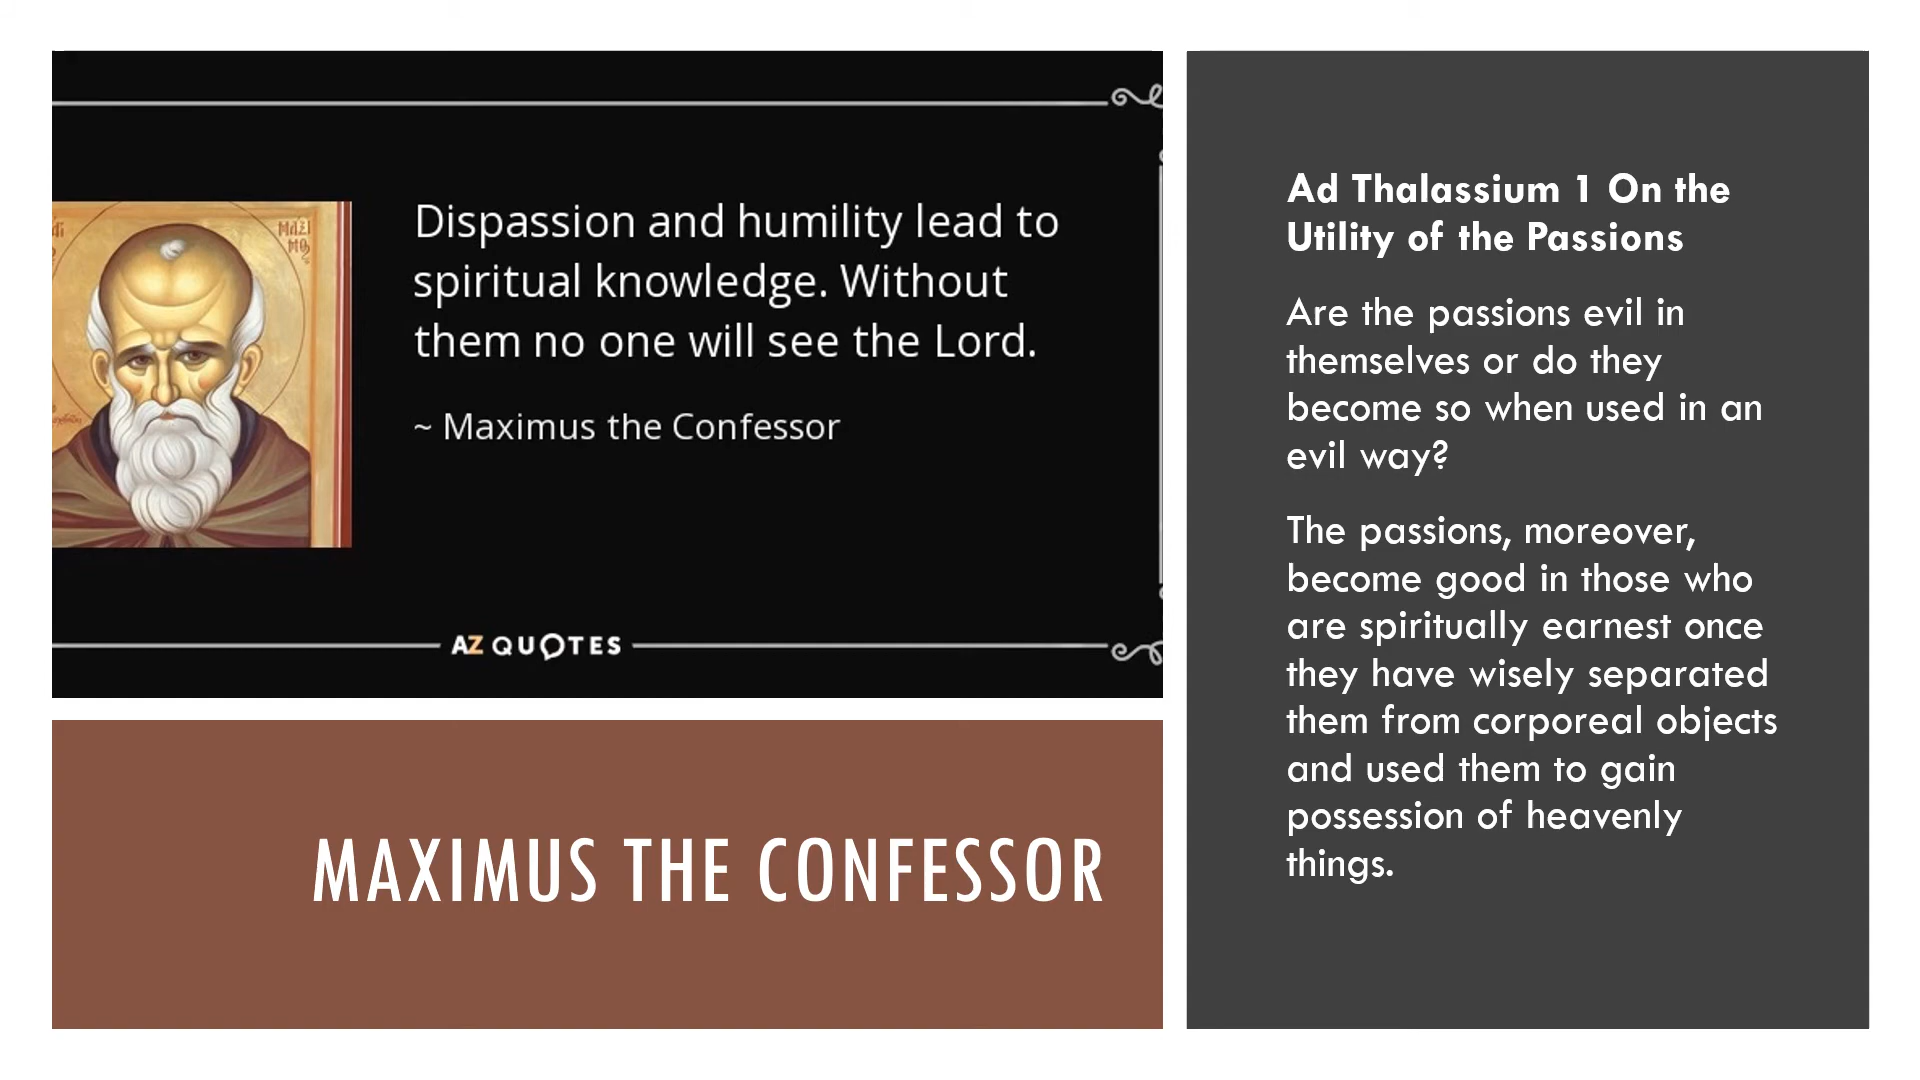 Dispassion and humility lead to
spiritual knowledge. Without
them no one will see the Lord.
~ Maximus the Confessor
AZ QUOTES
MAXIMUS THE CONFESSOR
Ad Thalassium 1 On the
Utility of the Passions
Are the passions evil in
themselves or do they
become so when used in an
evil way?
The passions, moreover,
become good in those who
are spiritually earnest once
they have wisely separated
them from corporeal objects
and used them to gain
possession of heavenly
things.